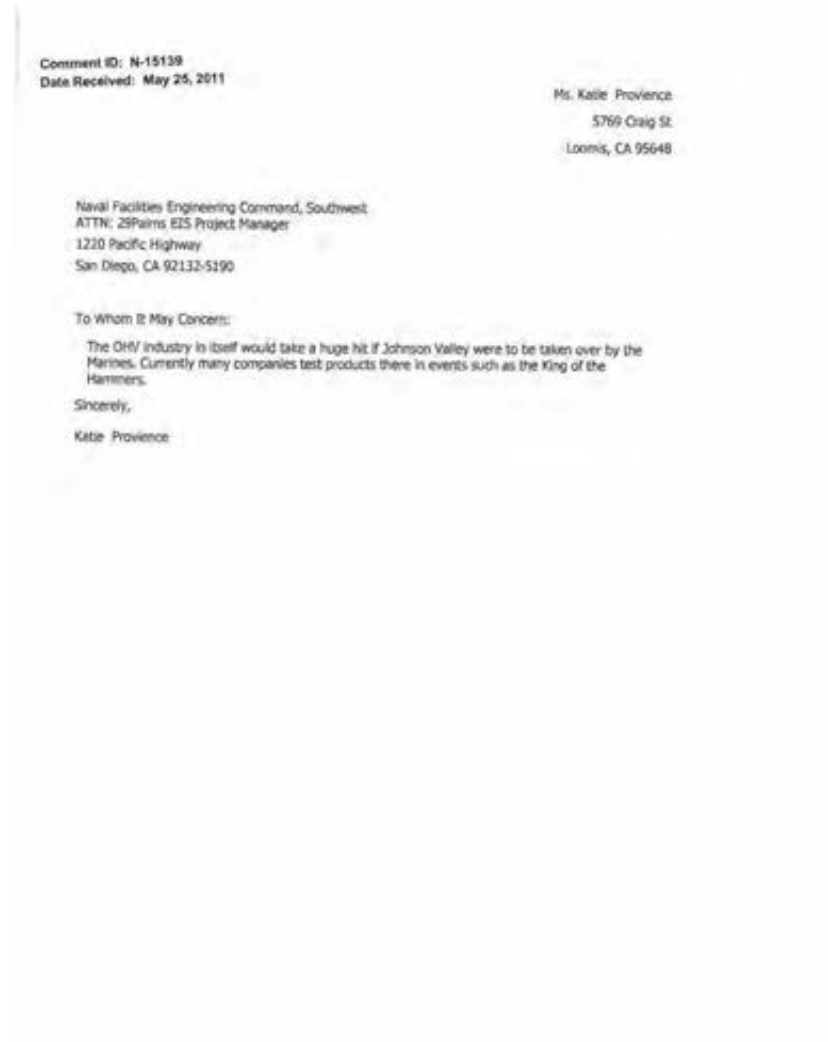 Comment ID: N-15139
Date Received: May 25, 2011
Ms. Katie Provience
5769 Craig St
Loomis, CA 95648
Naval Facilities Engineering Command, Southwest
ATTN: 29Palms EIS Project Manager
1220 Pacific Highway
San Diego, CA 92132-5190
To Whom It May Concern:
The OHV industry in itself would take a huge hit if Johnson Valley were to be taken over by the
Marines. Currently many companies test products there in events such as the King of the
Hammers.
Sincerely,
Katie Provience